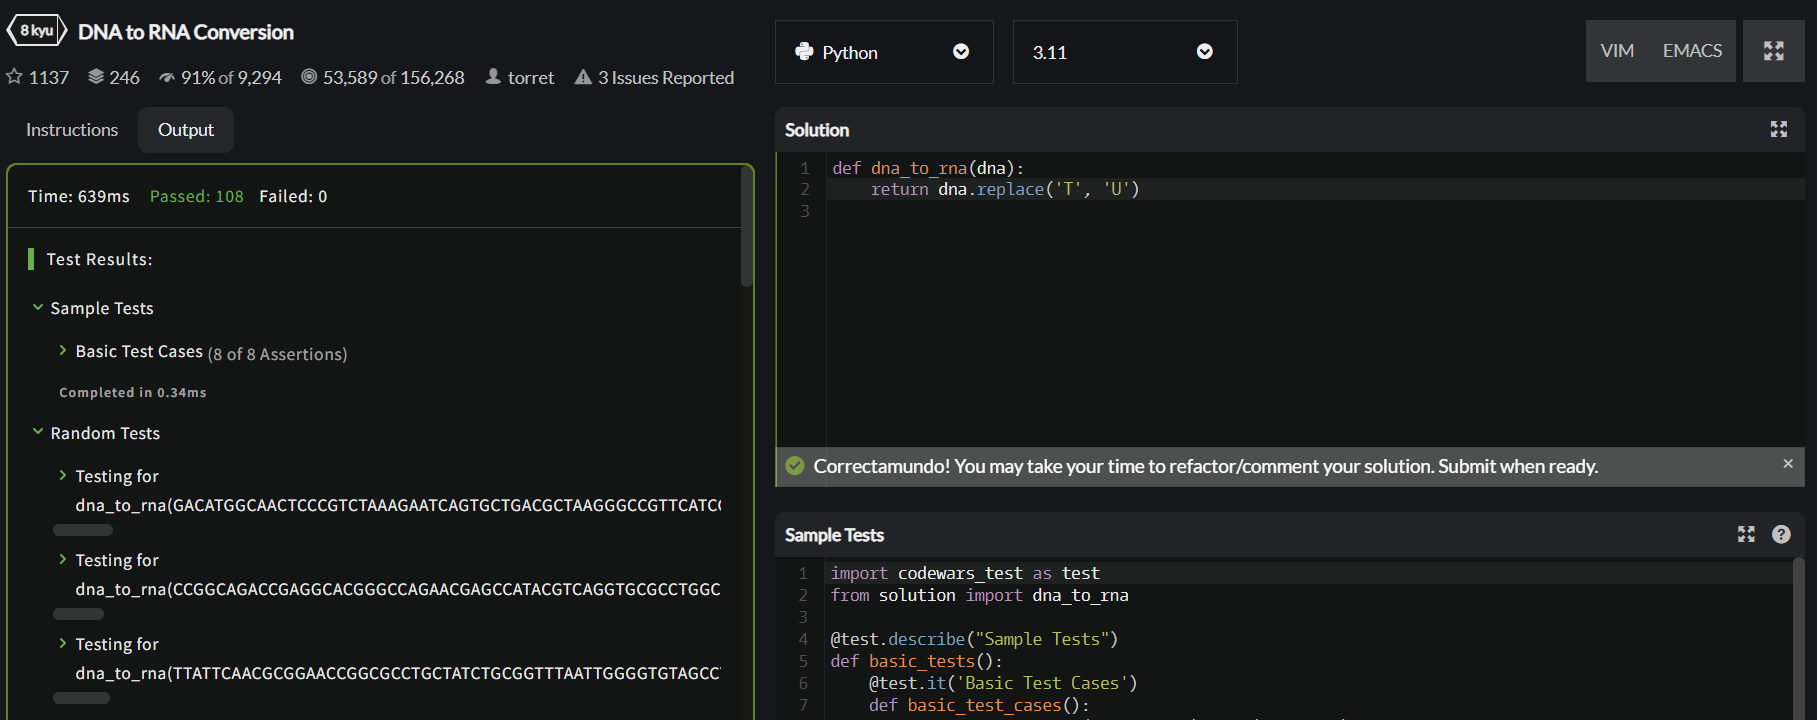 8 kyu DNA to RNA Conversion
1137 246 91% of 9,294 53,589 of 156,268 torret 3 Issues Reported
Instructions Output
Time: 639ms Passed: 108 Failed: 0
Test Results:
Sample Tests
Basic Test Cases (8 of 8 Assertions)
Completed in 0.34ms
Random Tests
Testing for
dna_to_rna(GACATGGCAACTCCCGTCTAAAGAATCAGTGCTGACGCTAAGGGCCGTTCATC
Testing for
dna_to_rna(CCGGCAGACCGAGGCACGGGCCAGAACGAGCCATACGTCAGGTGCGCCTGGC
Testing for
dna_to_rna(TTATTCAACGCGGAACCGGCGCCTGCTATCTGCGGTTTAATTGGGGTGTAGCC
Python 3.11 VIM EMACS
Solution
1 def dna_to_rna(dna):
2 return dna.replace('T', 'U')
3
Correctamundo! You may take your time to refactor/comment your solution. Submit when ready.
Sample Tests
1 import codewars_test as test
2 from solution import dna_to_rna
3
4 @test.describe("Sample Tests")
5 def basic_tests():
6 @test.it('Basic Test Cases')
7 def basic_test_cases():